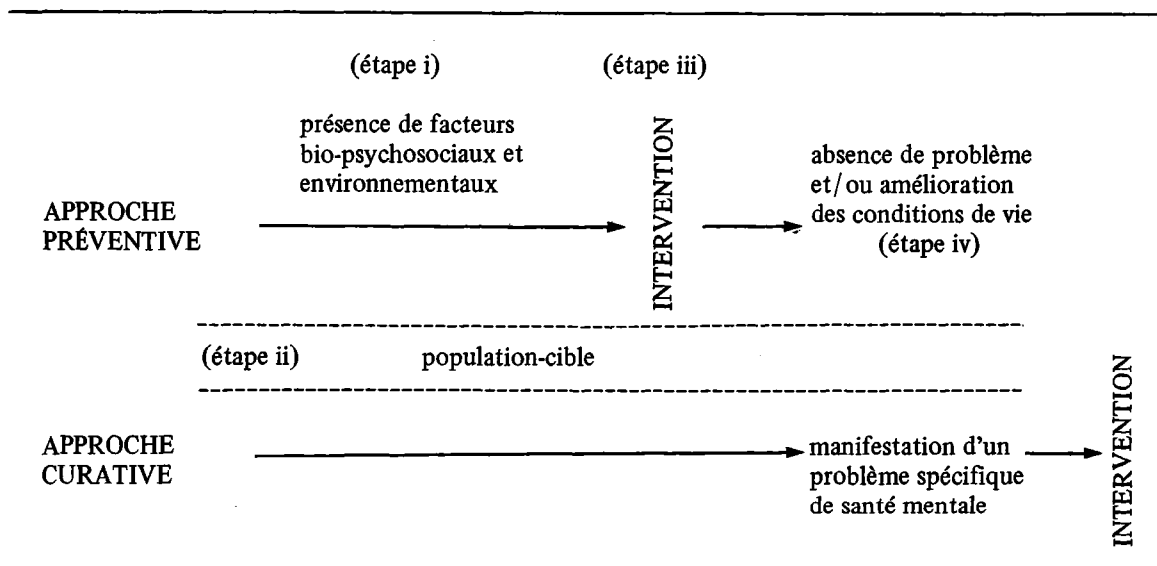 (étape i)
(étape iii)
présence de facteurs
bio-psychosociaux et
environnementaux
INTERVENTION
absence de problème
et/ou amélioration
des conditions de vie
(étape iv)
APPROCHE
PRÉVENTIVE
(étape ii)
population-cible
APPROCHE
CURATIVE
manifestation d'un
problème spécifique
de santé mentale
INTERVENTION